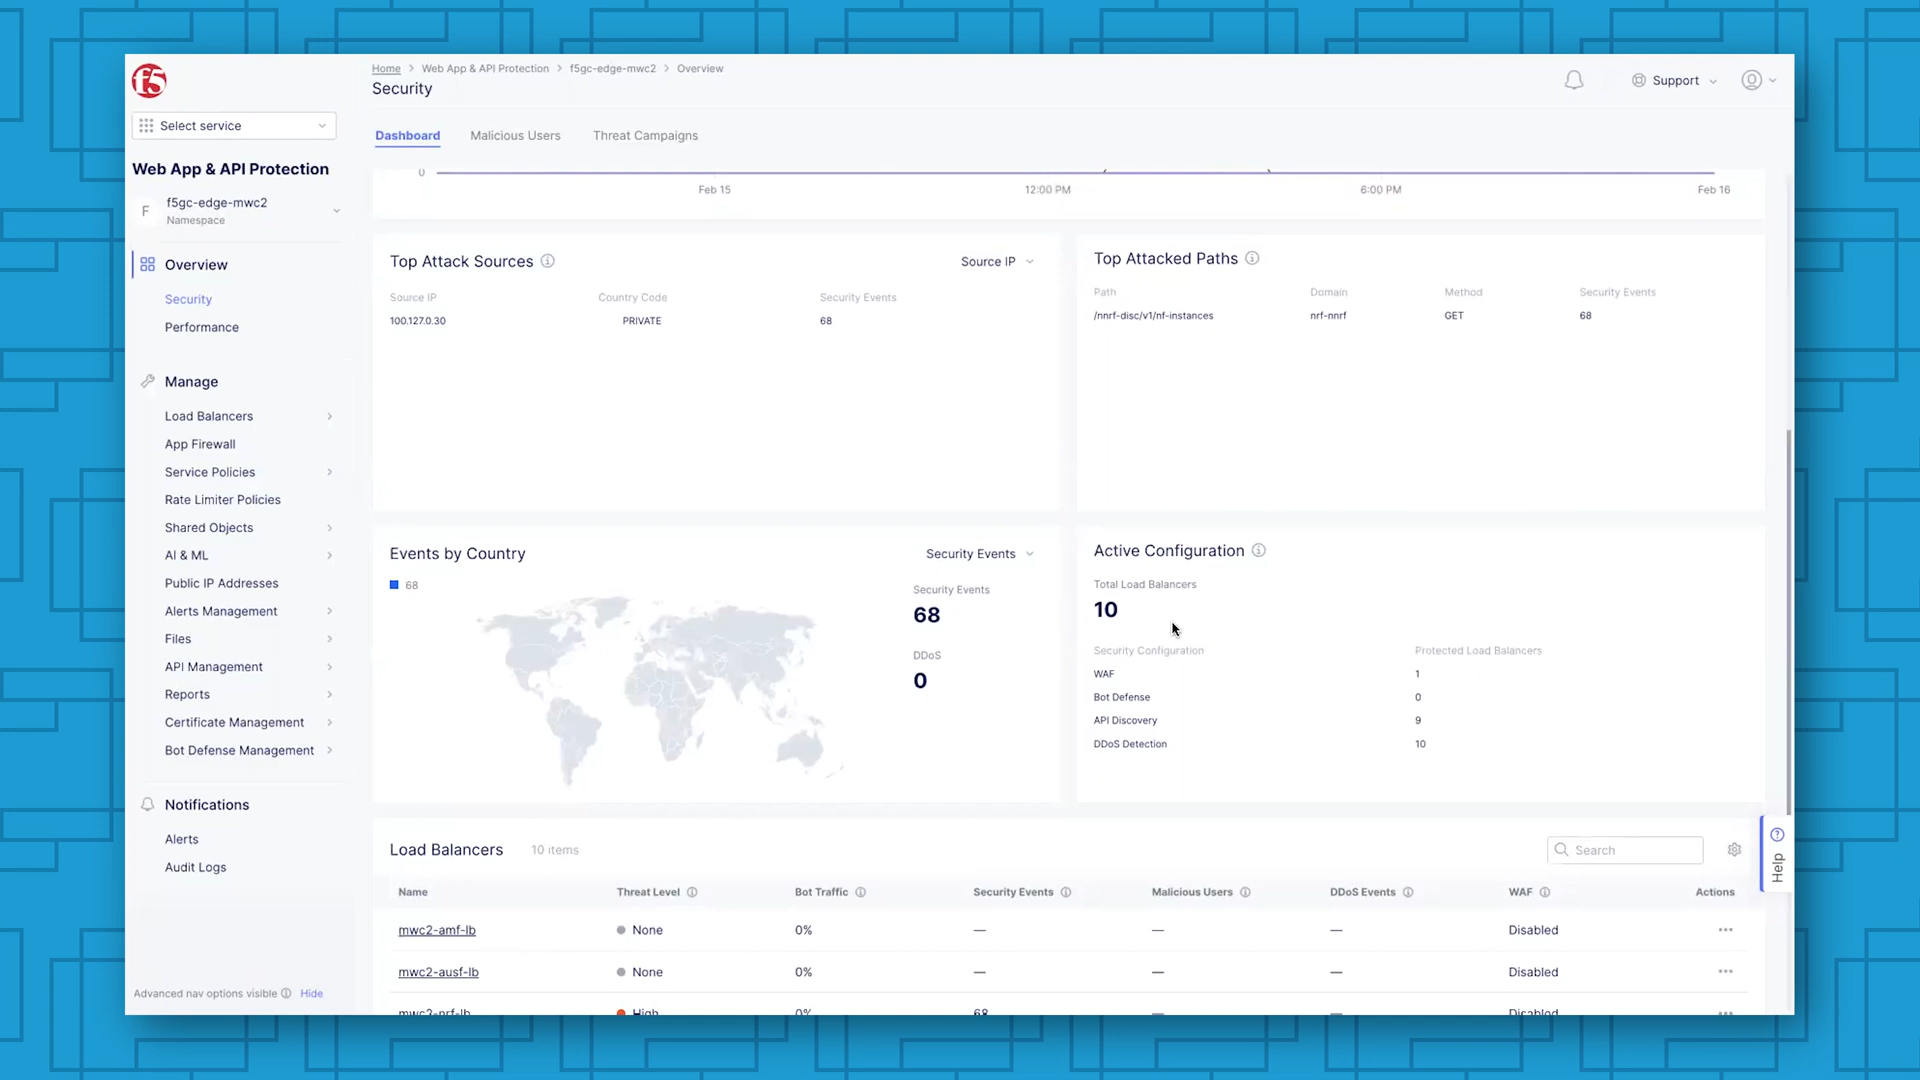 f5
Home > Web App & API Protection > f5gc-edge-mwc2 > Overview
Security
Support
Select service
Dashboard Malicious Users Threat Campaigns
Web App & API Protection
F f5gc-edge-mwc2
Namespace
Overview
Security
Performance
Manage
Load Balancers
App Firewall
Service Policies
Rate Limiter Policies
Shared Objects
AI & ML
Public IP Addresses
Alerts Management
Files
API Management
Reports
Certificate Management
Bot Defense Management
Notifications
Alerts
Audit Logs
Advanced nav options visible Hide
0
Feb 15 12:00 PM 6:00 PM Feb 16
Top Attack Sources Source IP
Source IP Country Code Security Events
100.127.0.30 PRIVATE 68
Top Attacked Paths
Path Domain Method Security Events
/nnrf-disc/v1/nf-instances nrf-nnrf GET 68
Events by Country Security Events
68
Security Events
68
DDoS
0
Active Configuration
Total Load Balancers
10
Security Configuration Protected Load Balancers
WAF 1
Bot Defense 0
API Discovery 9
DDoS Detection 10
Help
Load Balancers 10 items Search
Name Threat Level Bot Traffic Security Events Malicious Users DDoS Events WAF Actions
mwc2-amf-lb None 0% — — — Disabled
mwc2-ausf-lb None 0% — — — Disabled
mwc2-nrf-lb High 0% 68 — — Disabled